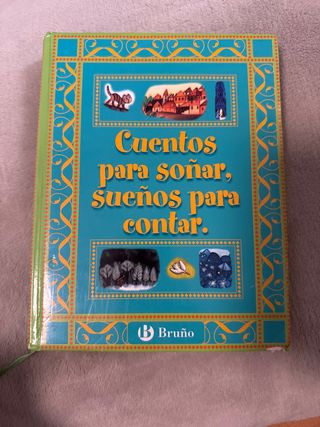 Cuentos
para soñar,
sueños para
contar.
B Bruño